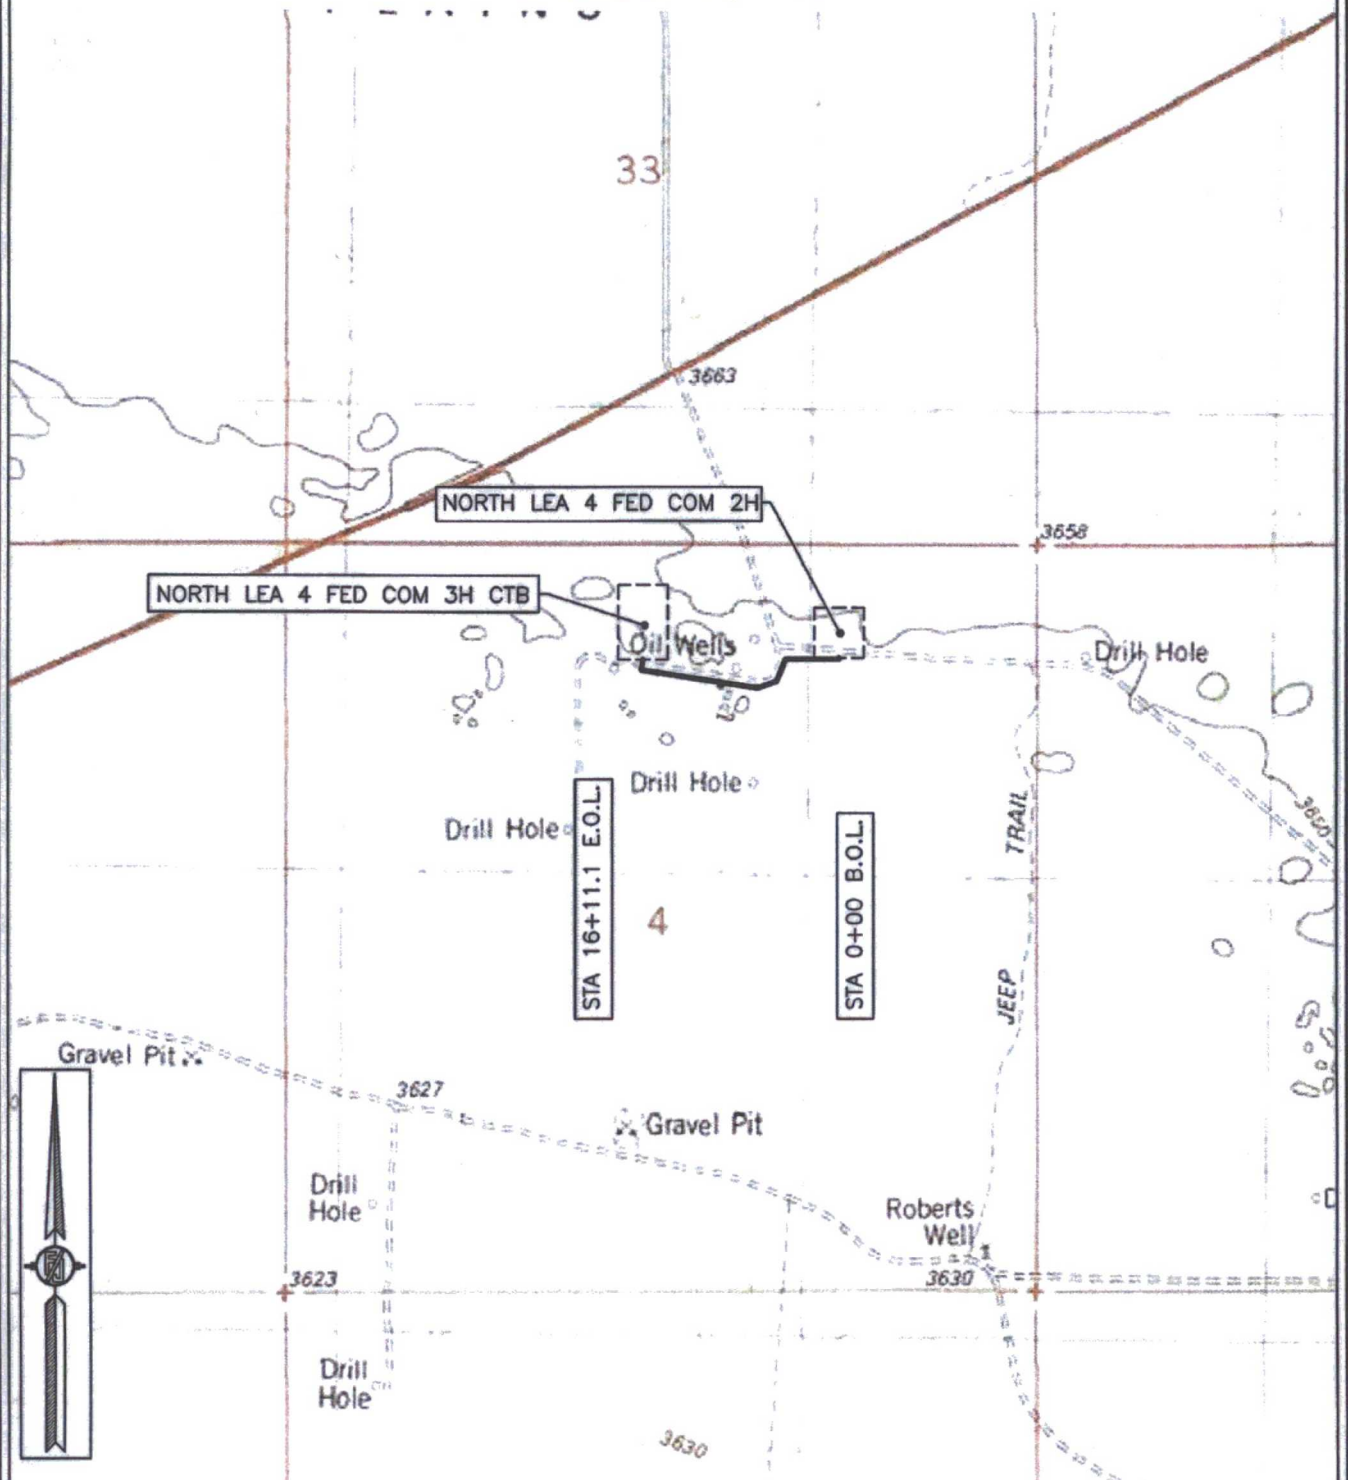 33
3663
NORTH LEA 4 FED COM 2H
3658
NORTH LEA 4 FED COM 3H CTB
Oil Wells
Drill Hole
Drill Hole
Drill Hole
3650
TRAIL
STA 16+11.1 E.O.L.
STA 0+00 B.O.L.
4
JEEP
Gravel Pit
3627
Gravel Pit
Drill
Hole
Roberts
Well
3623
3630
Drill
Hole
3630